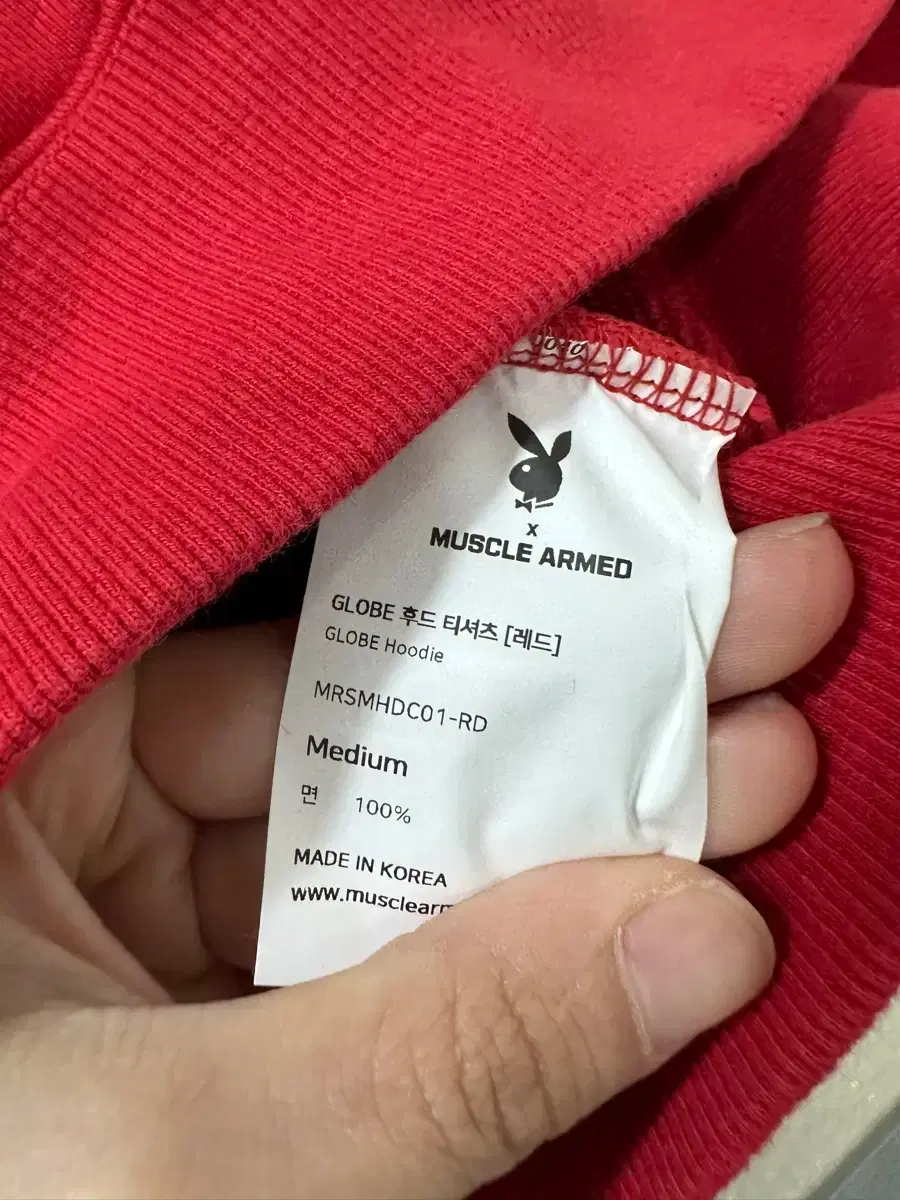 x
MUSCLE ARMED
GLOBE 후드 티셔츠 [레드]
GLOBE Hoodie
MRSMHDC01-RD
Medium
면 100%
MADE IN KOREA